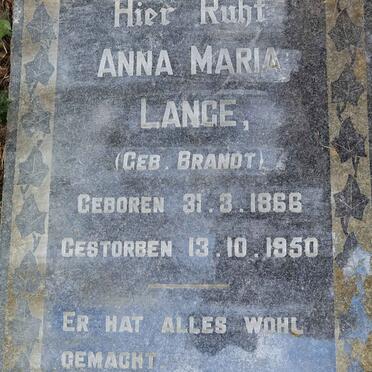 Hier Ruht
ANNA MARIA
LANGE,
(GEB. BRANDT)
GEBOREN 31.3.1866
GESTORBEN 13.10.1950
ER HAT ALLES WOHL
GEMACHT